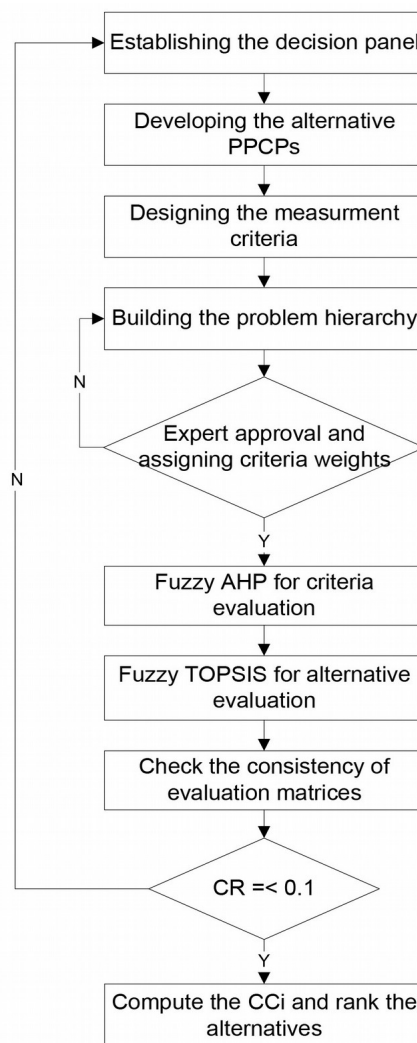 Establishing the decision panel
Developing the alternative
PPCPs
Designing the measurment
criteria
Building the problem hierarchy
N
Expert approval and
assigning criteria weights
N
Y
Fuzzy AHP for criteria
evaluation
Fuzzy TOPSIS for alternative
evaluation
Check the consistency of
evaluation matrices
CR =< 0.1
Y
Compute the CCi and rank the
alternatives